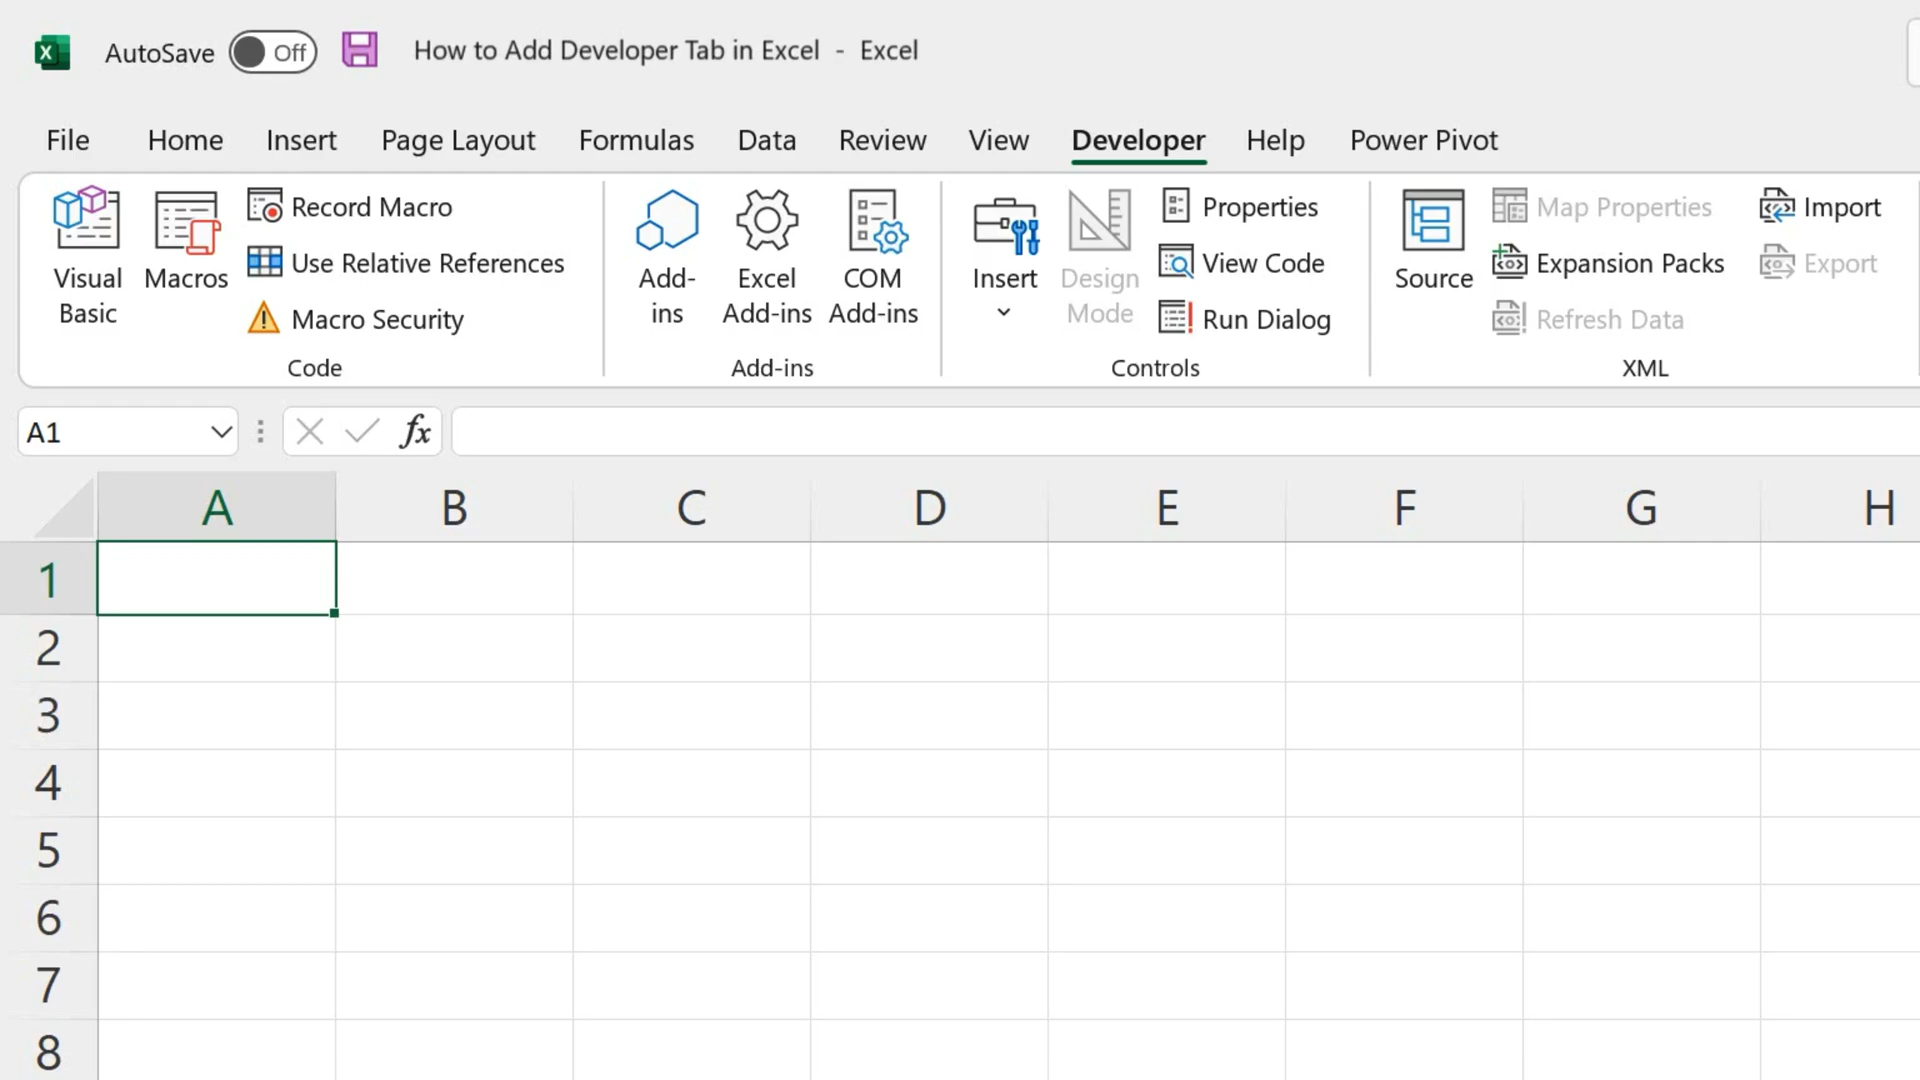 X AutoSave Off How to Add Developer Tab in Excel - Excel
File Home Insert Page Layout Formulas Data Review View Developer Help Power Pivot
Visual Basic
Macros
Record Macro
Use Relative References
Macro Security
Code
Add-ins
Excel Add-ins
COM Add-ins
Add-ins
Insert
Design Mode
Properties
View Code
Run Dialog
Controls
Source
Map Properties
Expansion Packs
Refresh Data
Import
Export
XML
A1 fx
A B C D E F G H
1
2
3
4
5
6
7
8